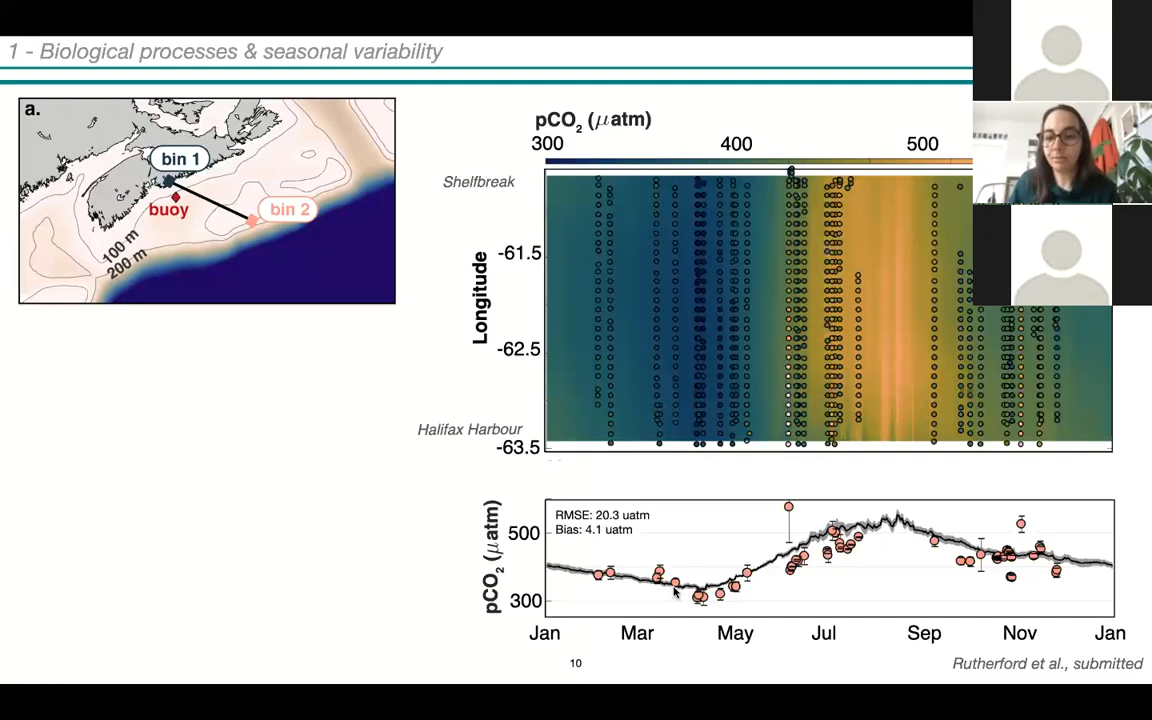 1 - Biological processes & seasonal variability
a.
bin 1
buoy
bin 2
100 m
200 m
pCO2 (μatm)
300 400 500
Shelfbreak
-61.5
Longitude
-62.5
Halifax Harbour
-63.5
pCO2 (μatm)
500
300
RMSE: 20.3 uatm
Bias: 4.1 uatm
Jan Mar May Jul Sep Nov Jan
10
Rutherford et al., submitted